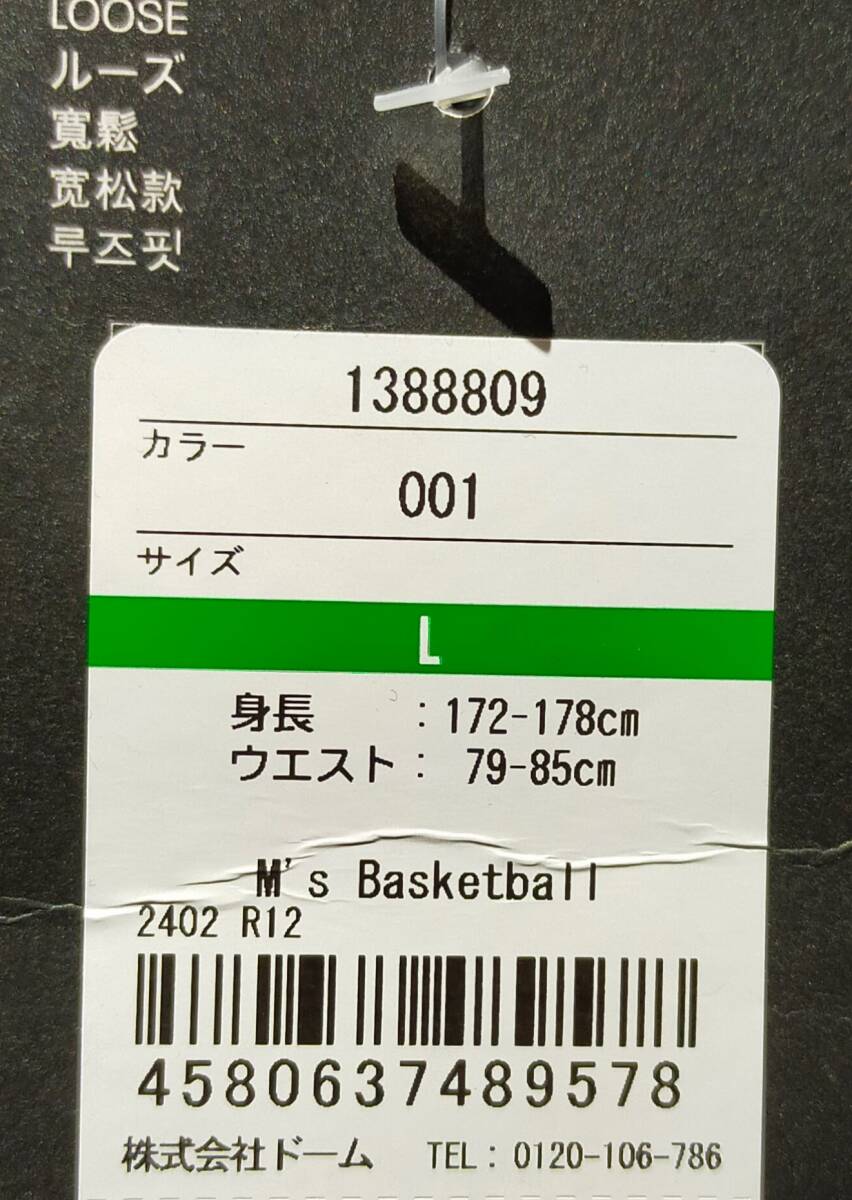 LOOSE
ルーズ
寬鬆
宽松款
루즈핏
1388809
カラー
001
サイズ
L
身長 : 172-178cm
ウエスト : 79-85cm
M's Basketball
2402 R12
4580637489578
株式会社ドーム TEL: 0120-106-786